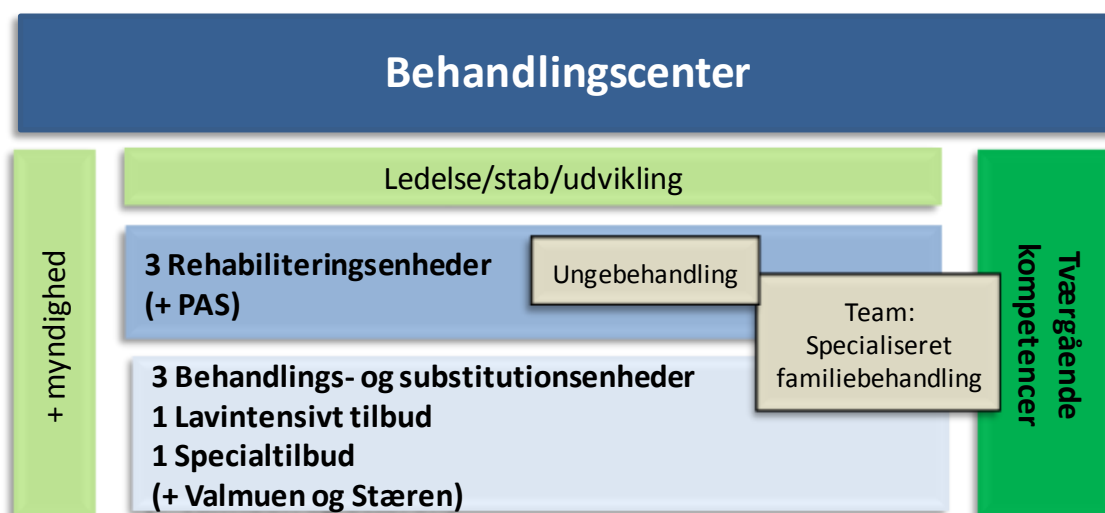 Behandlingscenter
Ledelse/stab/udvikling
+ myndighed
3 Rehabiliteringsenheder
(+ PAS)
Ungebehandling
Team:
Specialiseret
familiebehandling
3 Behandlings- og substitutionsenheder
1 Lavintensivt tilbud
1 Specialtilbud
(+ Valmuen og Stæren)
Tværgående
kompetencer